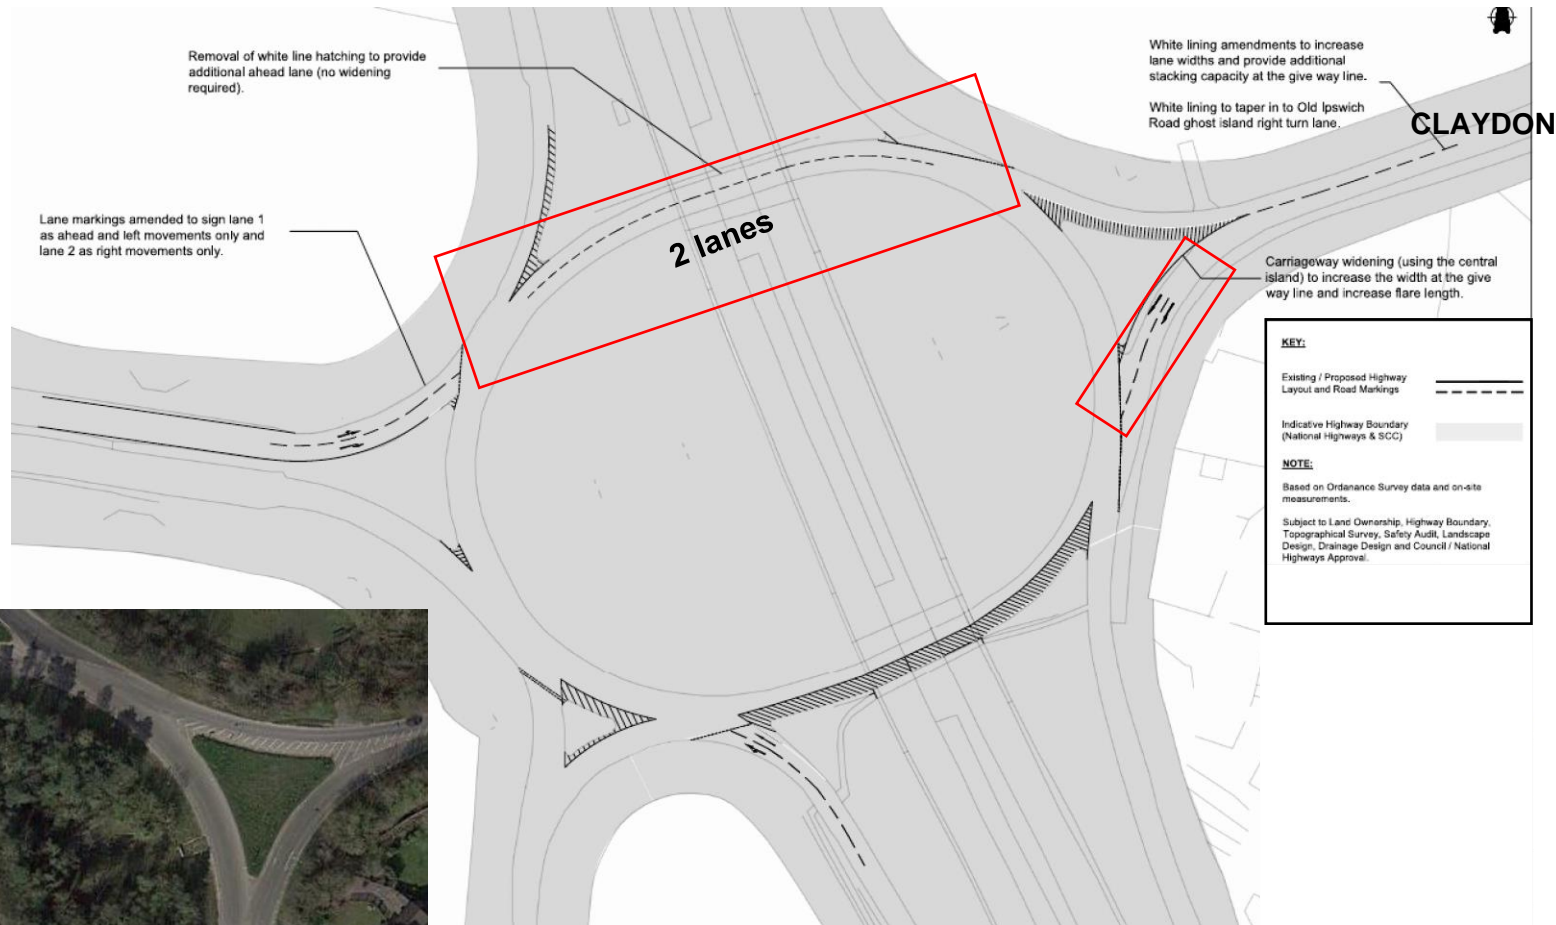 Removal of white line hatching to provide
additional ahead lane (no widening
required).
White lining amendments to increase
lane widths and provide additional
stacking capacity at the give way line.
White lining to taper in to Old Ipswich
Road ghost island right turn lane.
CLAYDON
Lane markings amended to sign lane 1
as ahead and left movements only and
lane 2 as right movements only.
2 lanes
Carriageway widening (using the central
island) to increase the width at the give
way line and increase flare length.
KEY:
Existing / Proposed Highway
Layout and Road Markings
Indicative Highway Boundary
(National Highways & SCC)
NOTE:
Based on Ordanance Survey data and on-site
measurements.
Subject to Land Ownership, Highway Boundary,
Topographical Survey, Safety Audit, Landscape
Design, Drainage Design and Council / National
Highways Approval.